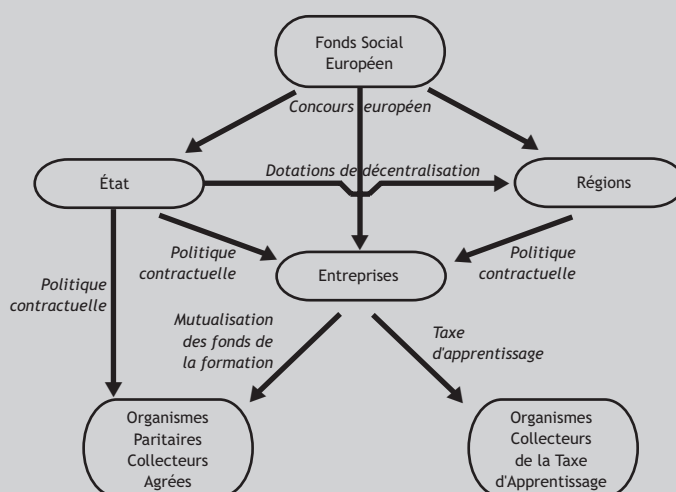 Fonds Social
Européen
Concours européen
Dotations de décentralisation
État
Régions
Politique
contractuelle
Politique
contractuelle
Entreprises
Politique
contractuelle
Mutualisation
des fonds de
la formation
Taxe
d'apprentissage
Organismes
Paritaires
Collecteurs
Agrées
Organismes
Collecteurs
de la Taxe
d'Apprentissage